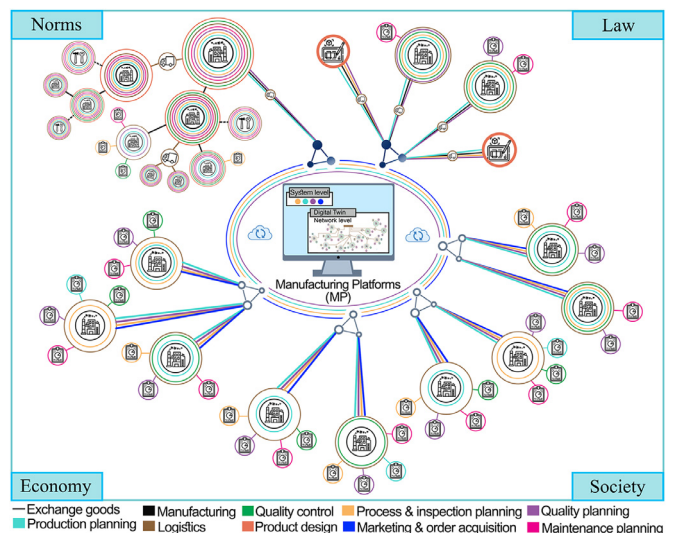 Norms
Law
System level
Digital Twin
Network level
Manufacturing Platforms
(MP)
Economy
Society
Exchange goods
Manufacturing
Quality control
Process & inspection planning
Quality planning
Production planning
Logistics
Product design
Marketing & order acquisition
Maintenance planning